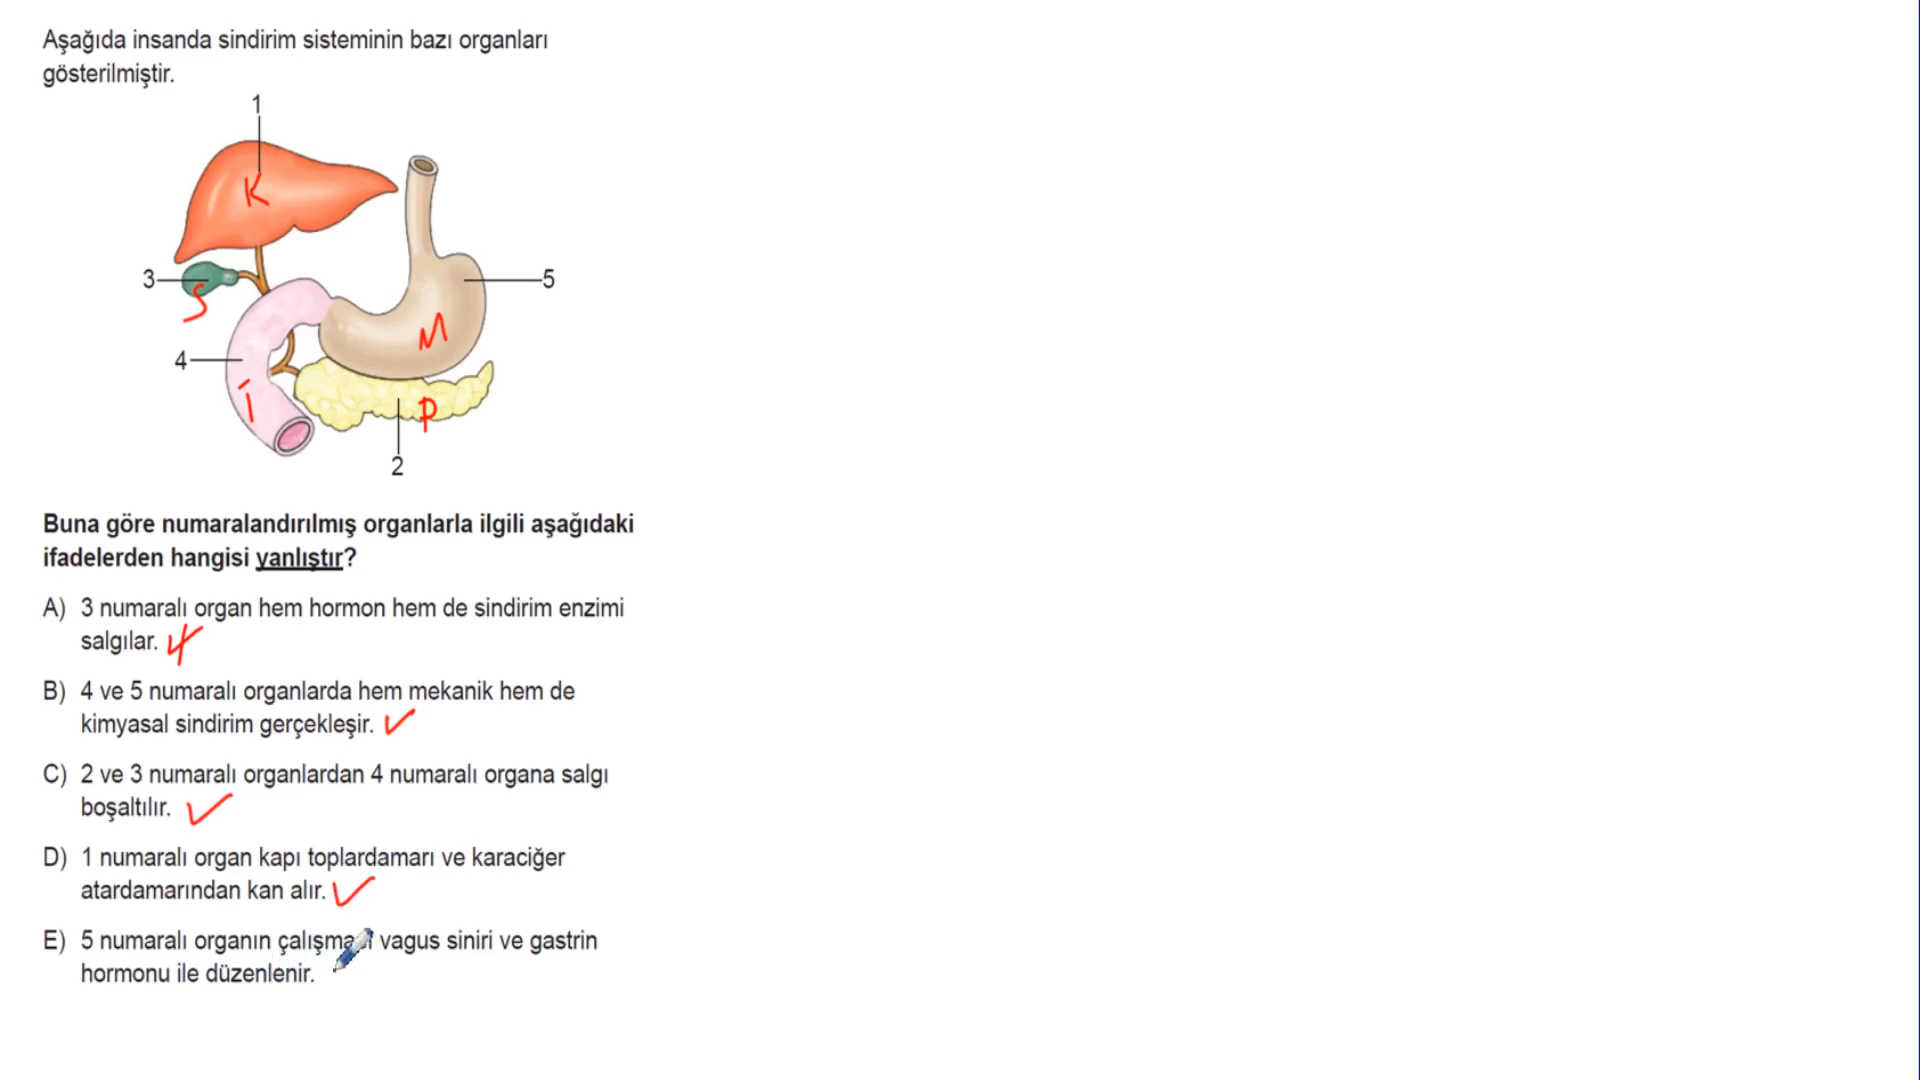 Aşağıda insanda sindirim sisteminin bazı organları
gösterilmiştir.
1
K
3
S
5
M
4
İ
P
2
Buna göre numaralandırılmış organlarla ilgili aşağıdaki
ifadelerden hangisi yanlıştır?
A) 3 numaralı organ hem hormon hem de sindirim enzimi
salgılar.
B) 4 ve 5 numaralı organlarda hem mekanik hem de
kimyasal sindirim gerçekleşir.
C) 2 ve 3 numaralı organlardan 4 numaralı organa salgı
boşaltılır.
D) 1 numaralı organ kapı toplardamarı ve karaciğer
atardamarından kan alır.
E) 5 numaralı organın çalışması vagus siniri ve gastrin
hormonu ile düzenlenir.